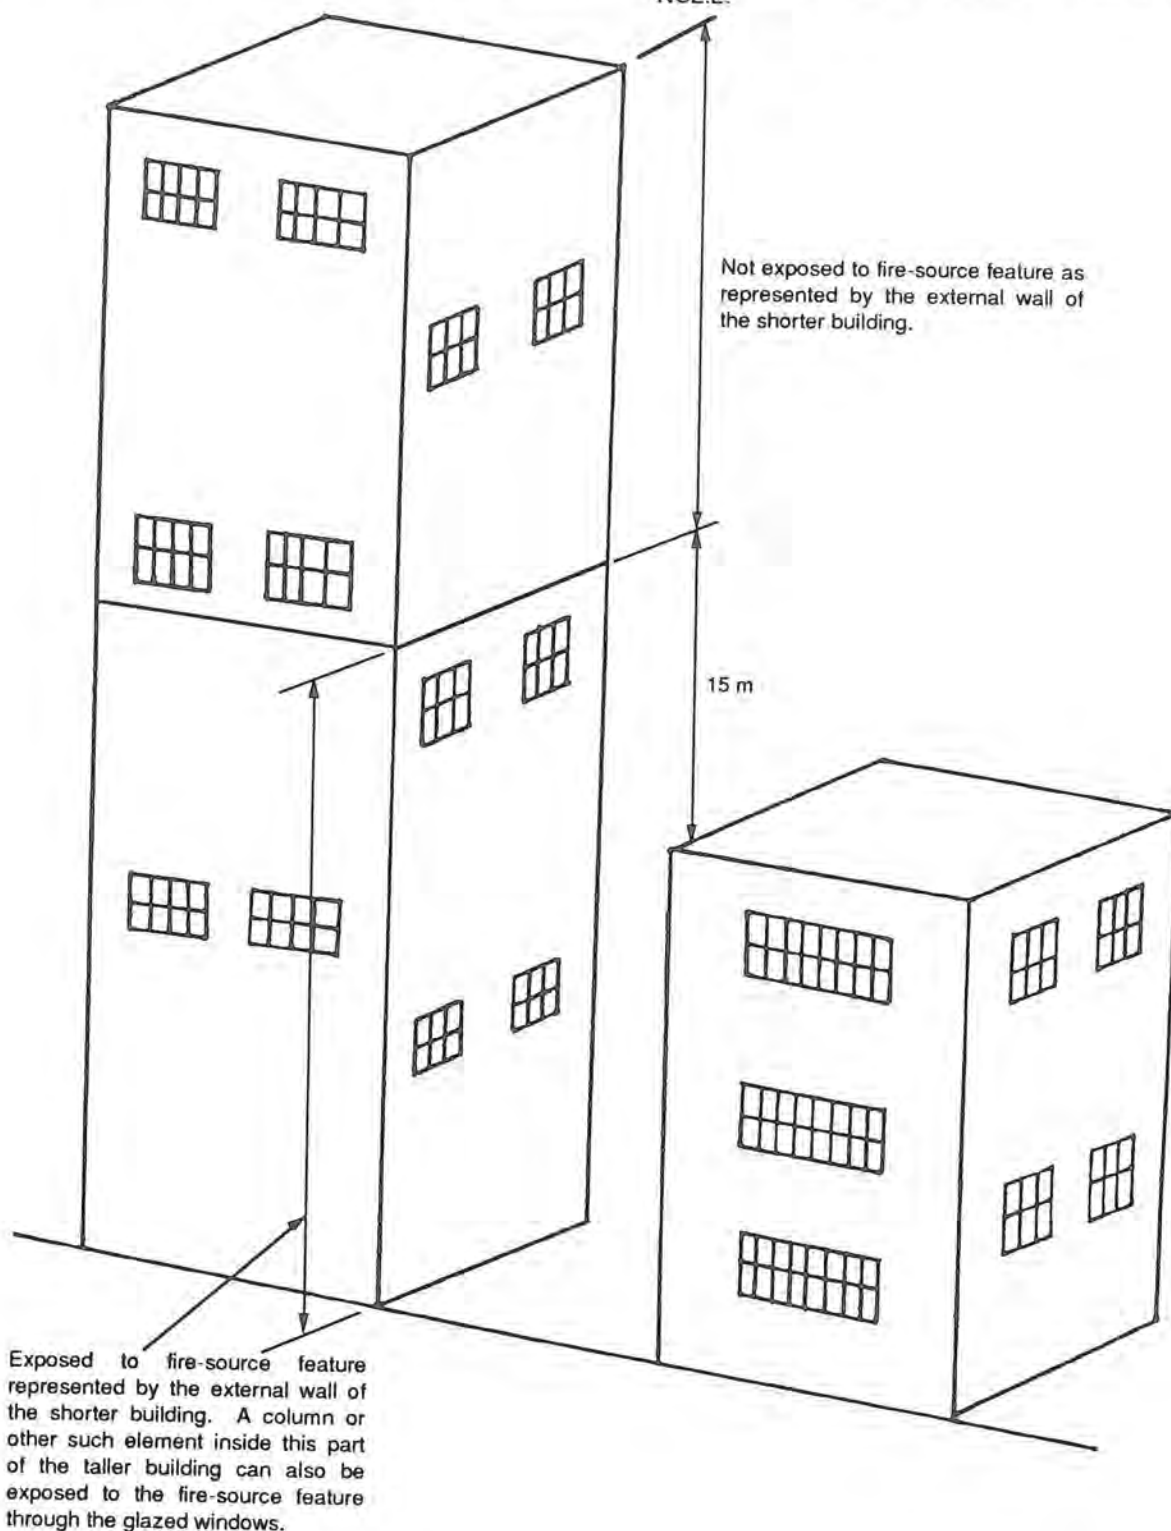 Not exposed to fire-source feature as
represented by the external wall of
the shorter building.
15 m
Exposed to fire-source feature
represented by the external wall of
the shorter building. A column or
other such element inside this part
of the taller building can also be
exposed to the fire-source feature
through the glazed windows.